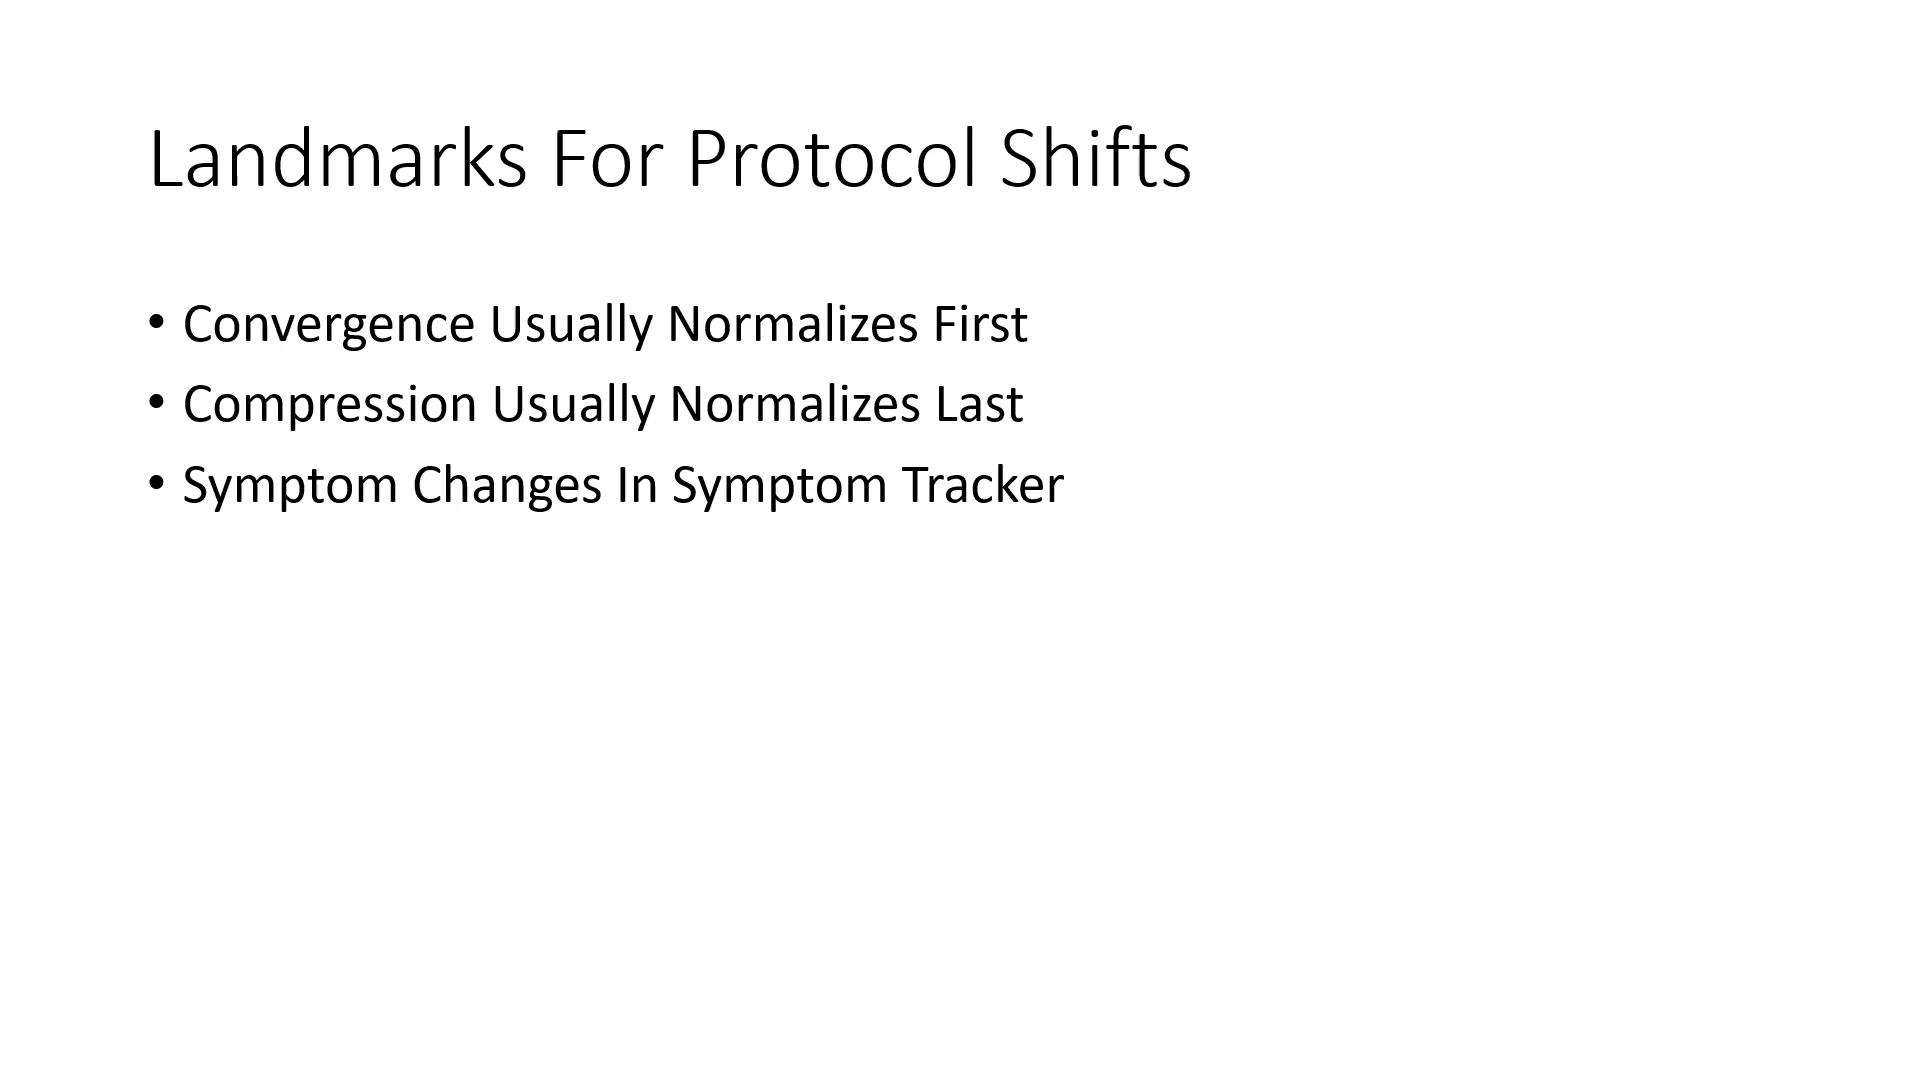 Landmarks For Protocol Shifts
• Convergence Usually Normalizes First
• Compression Usually Normalizes Last
• Symptom Changes In Symptom Tracker